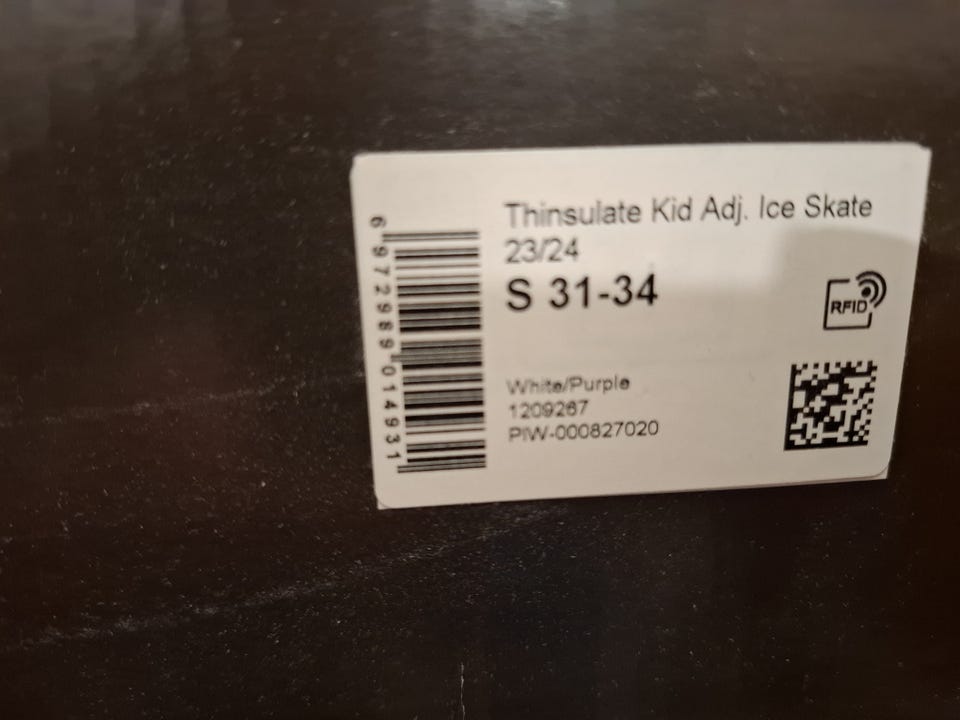 Thinsulate Kid Adj. Ice Skate
23/24
S 31-34
RFID
White/Purple
1209267
PIW-000827020
6 972989 014931